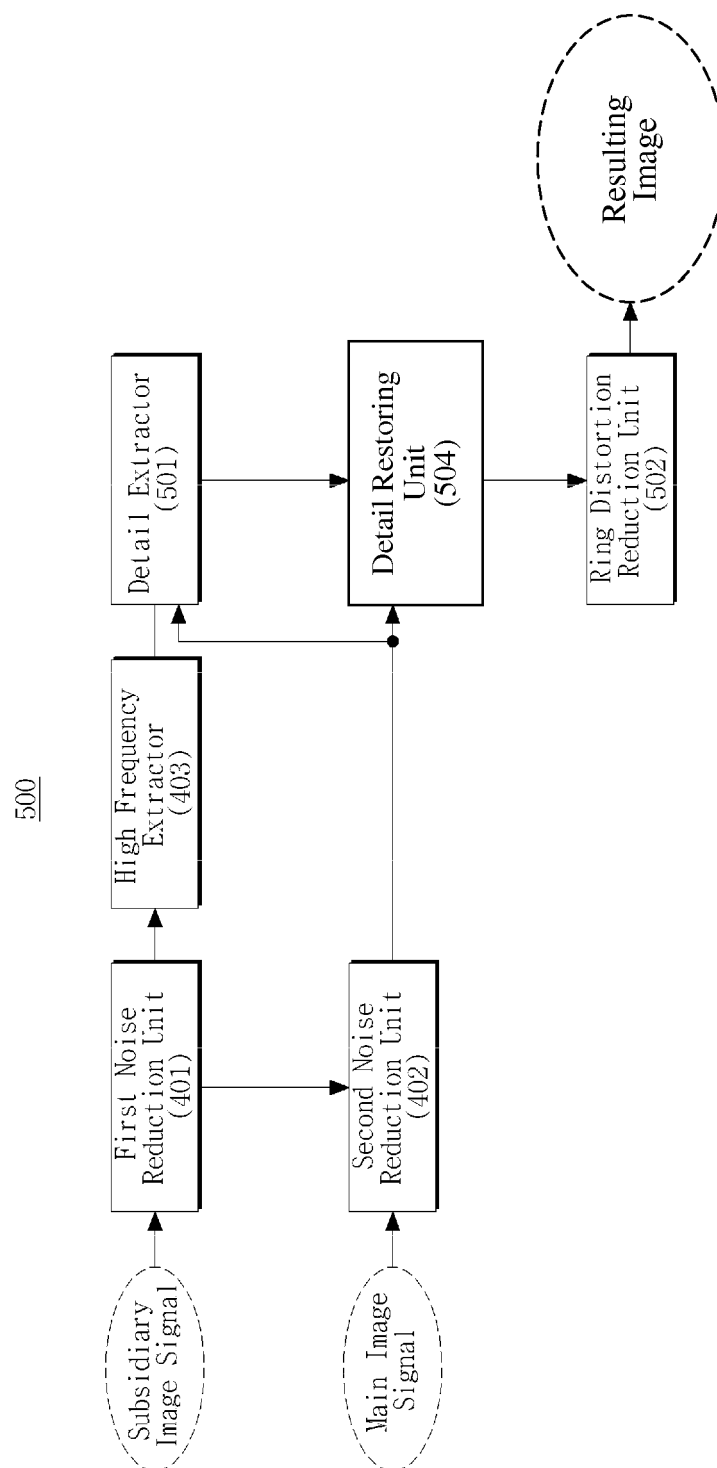 500
Subsidiary
Image Signal
First Noise
Reduction Unit
(401)
High Frequency
Extractor
(403)
Detail Extractor
(501)
Main Image
Signal
Second Noise
Reduction Unit
(402)
Detail Restoring
Unit
(504)
Ring Distortion
Reduction Unit
(502)
Resulting
Image